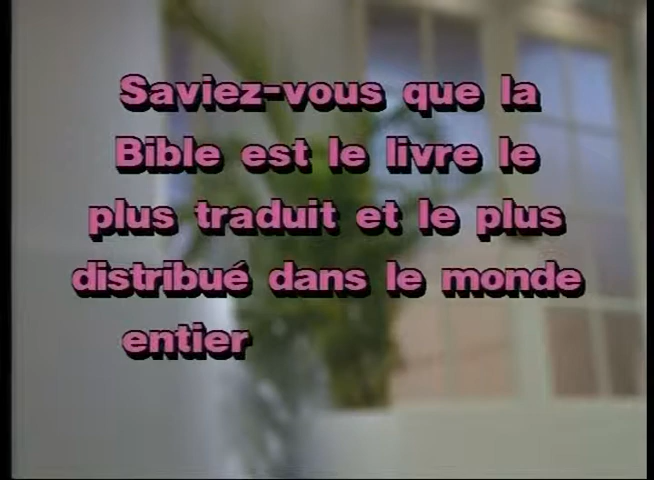 Saviez-vous que la
Bible est le livre le
plus traduit et le plus
distribué dans le monde
entier